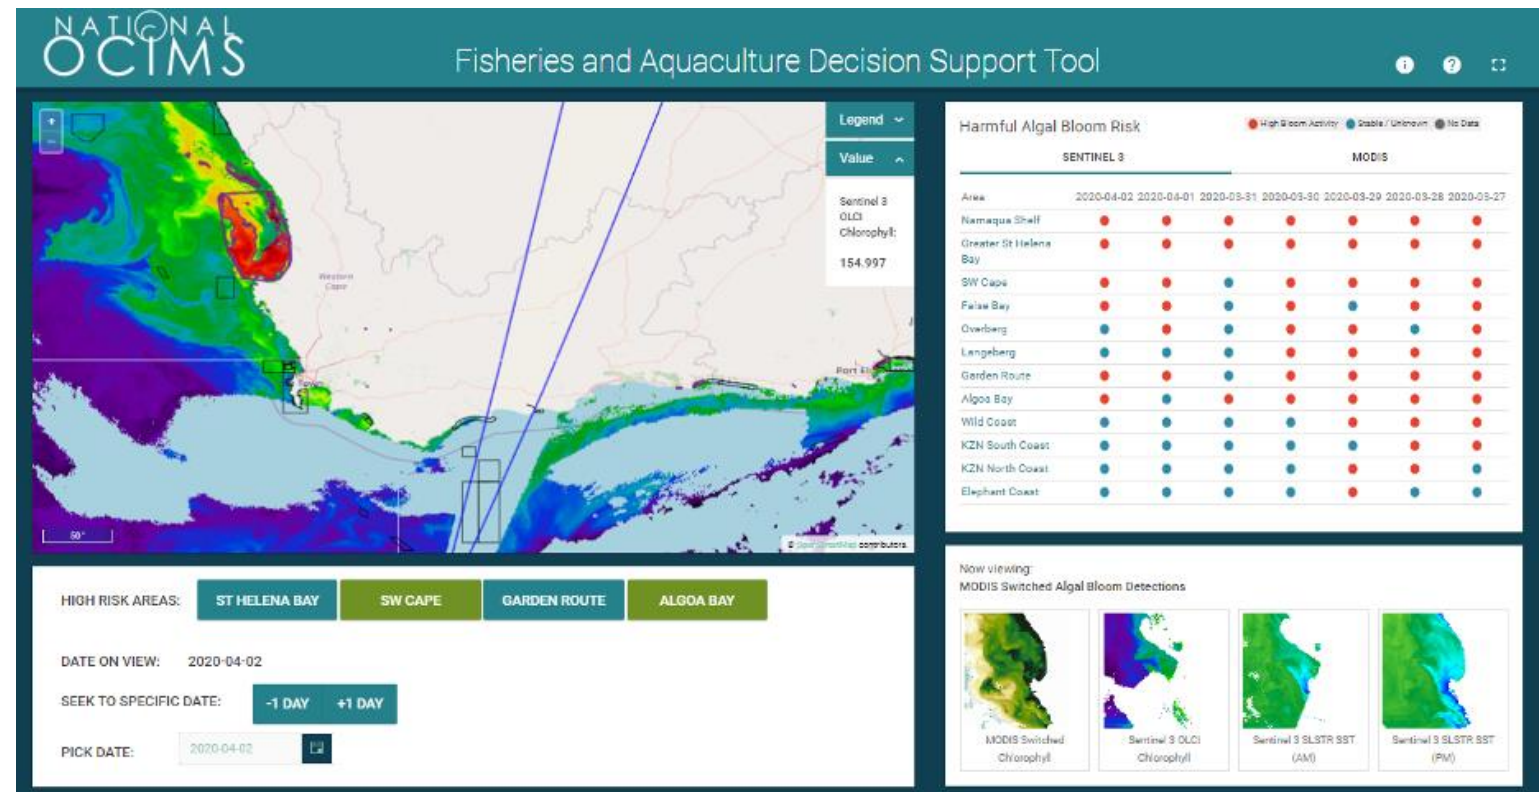 NATIONAL
OCIMS
Fisheries and Aquaculture Decision Support Tool
+
Legend
Value
Sentinel 3
OLCI
Chlorophyll:
154.997
Western
Cape
Town
50°
© OpenStreetMap contributors.
HIGH RISK AREAS:
ST HELENA BAY
SW CAPE
GARDEN ROUTE
ALGOA BAY
DATE ON VIEW: 2020-04-02
SEEK TO SPECIFIC DATE:
-1 DAY
+1 DAY
PICK DATE:
2020-04-02
Harmful Algal Bloom Risk
High Bloom Activity
Stable / Unknown
No Data
SENTINEL 3
MODIS
Area 2020-04-02 2020-04-01 2020-03-31 2020-03-30 2020-03-29 2020-03-28 2020-03-27
Namaqua Shelf
Greater St Helena
Bay
SW Cape
False Bay
Overberg
Langeberg
Garden Route
Algoa Bay
Wild Coast
KZN South Coast
KZN North Coast
Elephant Coast
Now viewing:
MODIS Switched Algal Bloom Detections
MODIS Switched
Chlorophyll
Sentinel 3 OLCI
Chlorophyll
Sentinel 3 SLSTR SST
(AM)
Sentinel 3 SLSTR SST
(PM)